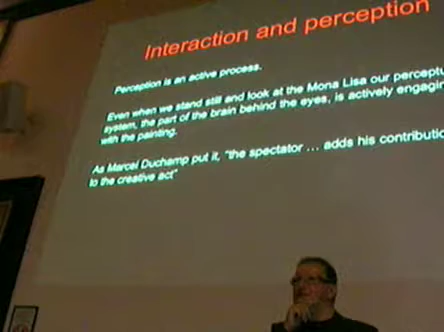 Interaction and perception
Perception is an active process.
Even when we stand still and look at the Mona Lisa our perceptu
system, the part of the brain behind the eyes, is actively engaging
with the painting.
As Marcel Duchamp put it, "the spectator ... adds his contributio
to the creative act"